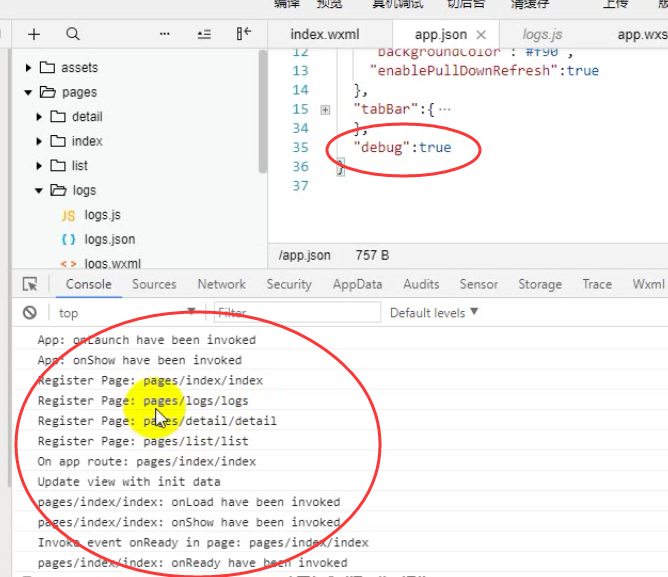 编译 预览 真机调试 切后台 清缓存 上传
index.wxml app.json logs.js app.wxs
assets
pages
detail
index
list
logs
JS logs.js
{} logs.json
<> logs.wxml
12 backgroundColor : "#f90",
13 "enablePullDownRefresh":true
14 },
15 "tabBar":{ ···
34 },
35 "debug":true
36 }
37
/app.json 757 B
Console Sources Network Security AppData Audits Sensor Storage Trace Wxml
top Filter Default levels
App: onLaunch have been invoked
App: onShow have been invoked
Register Page: pages/index/index
Register Page: pages/logs/logs
Register Page: pages/detail/detail
Register Page: pages/list/list
On app route: pages/index/index
Update view with init data
pages/index/index: onLoad have been invoked
pages/index/index: onShow have been invoked
Invoke event onReady in page: pages/index/index
pages/index/index: onReady have been invoked